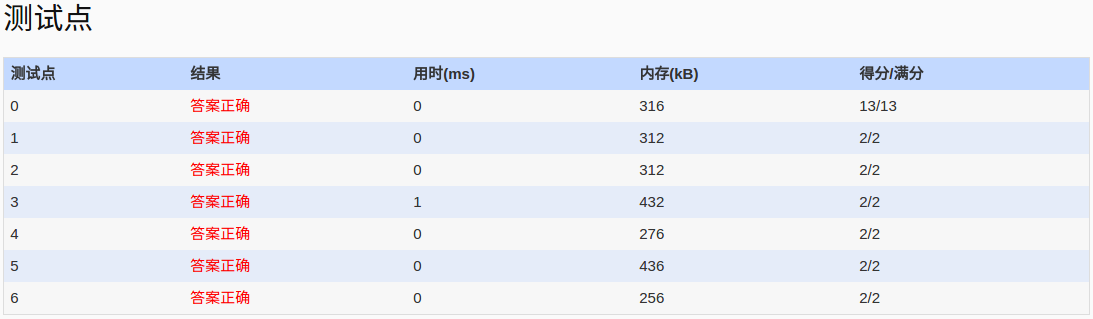 测试点
测试点 结果 用时(ms) 内存(kB) 得分/满分
0 答案正确 0 316 13/13
1 答案正确 0 312 2/2
2 答案正确 0 312 2/2
3 答案正确 1 432 2/2
4 答案正确 0 276 2/2
5 答案正确 0 436 2/2
6 答案正确 0 256 2/2